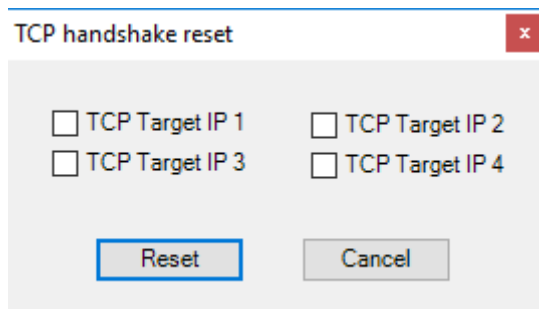 TCP handshake reset x
TCP Target IP 1 TCP Target IP 2
TCP Target IP 3 TCP Target IP 4
Reset Cancel